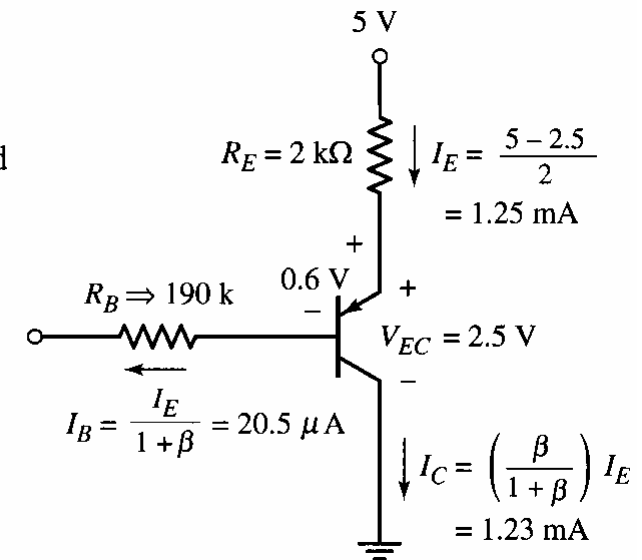 5 V
d
R_E = 2 kΩ
I_E = (5 – 2.5)/2
= 1.25 mA
+
0.6 V
–
+
R_B ⇒ 190 k
V_EC = 2.5 V
–
I_B = I_E/(1 + β) = 20.5 μA
I_C = (β/(1 + β)) I_E
= 1.23 mA